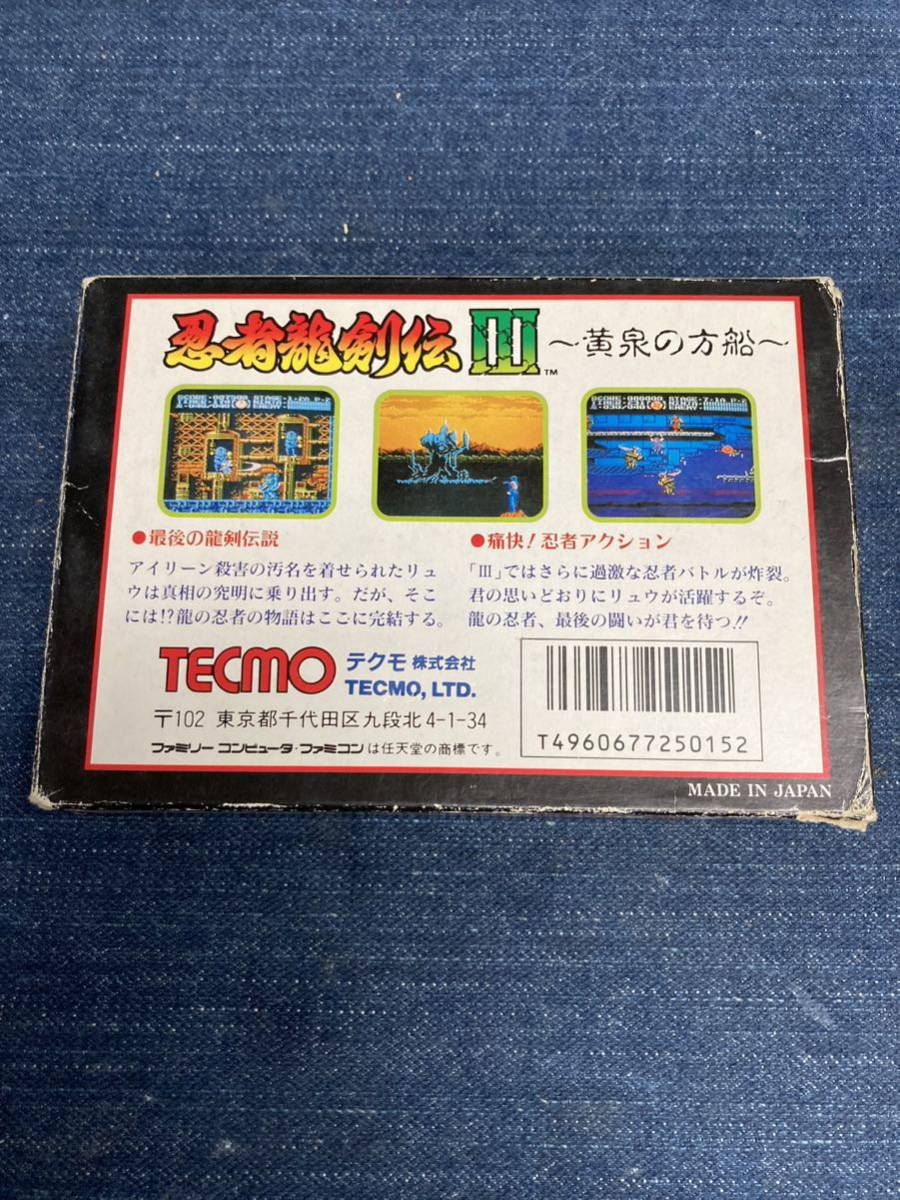 忍者龍剣伝Ⅲ™ ～黄泉の方船～
●最後の龍剣伝説
アイリーン殺害の汚名を着せられたリュ
ウは真相の究明に乗り出す。だが、そこ
には!?龍の忍者の物語はここに完結する。
●痛快！忍者アクション
「Ⅲ」ではさらに過激な忍者バトルが炸裂。
君の思いどおりにリュウが活躍するぞ。
龍の忍者、最後の闘いが君を待つ!!
TECMO
テクモ株式会社
TECMO, LTD.
〒102 東京都千代田区九段北4-1-34
ファミリーコンピュータ・ファミコンは任天堂の商標です。
T4960677250152
MADE IN JAPAN